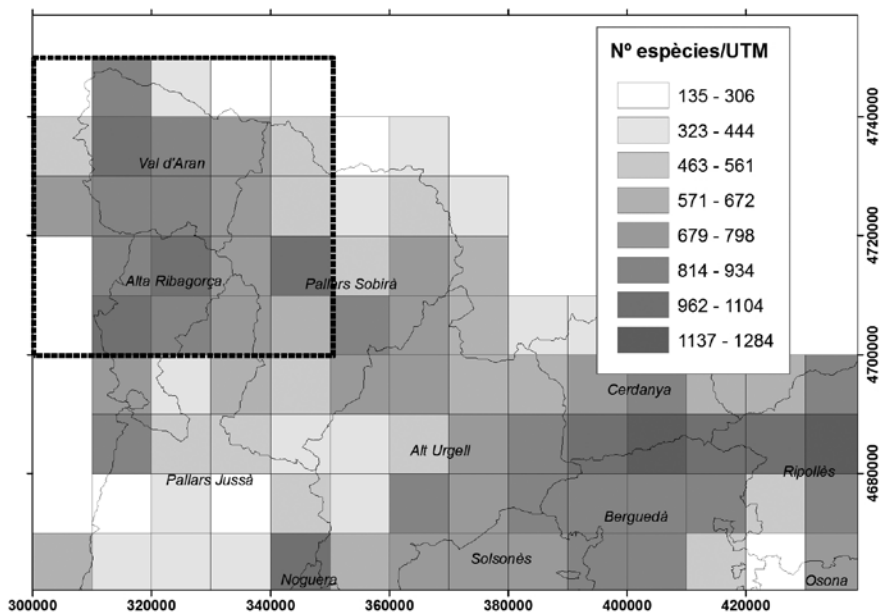 Nº espècies/UTM
135 - 306
323 - 444
463 - 561
571 - 672
679 - 798
814 - 934
962 - 1104
1137 - 1284
Val d'Aran
Alta Ribagorça
Pallars Sobirà
Cerdanya
Alt Urgell
Ripollès
Pallars Jussà
Berguedà
Solsonès
Noguera
Osona
4740000
4720000
4700000
4680000
300000
320000
340000
360000
380000
400000
420000